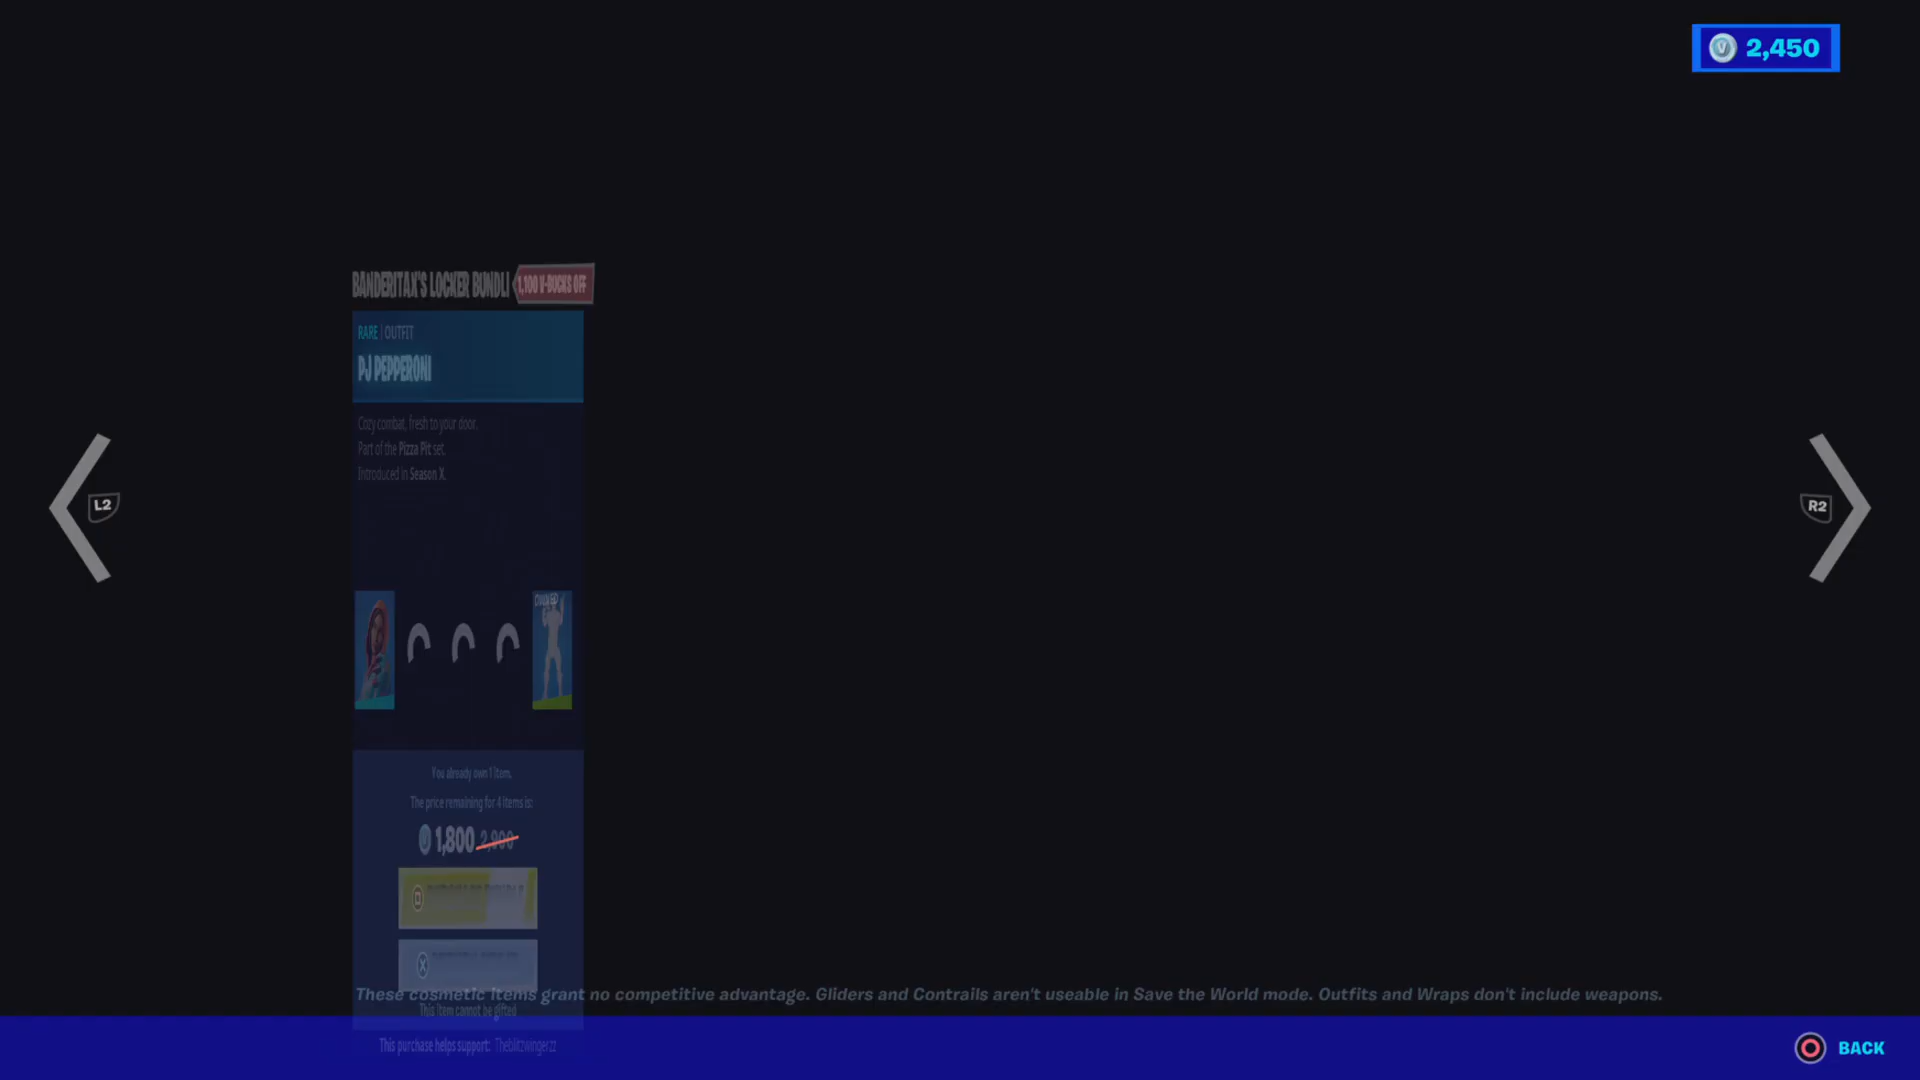 2,450
BANDERITAX'S LOCKER BUNDL
1,100 V-BUCKS OFF
RARE | OUTFIT
PJ PEPPERONI
Cozy combat, fresh to your door.
Part of the Pizza Pit set.
Introduced in Season X.
L2
R2
You already own 1 item.
The price remaining for 4 items is:
1,800 2,900
These cosmetic items grant no competitive advantage. Gliders and Contrails aren't useable in Save the World mode. Outfits and Wraps don't include weapons.
This item cannot be gifted
This purchase helps support: Theblitzwinger.zz
BACK